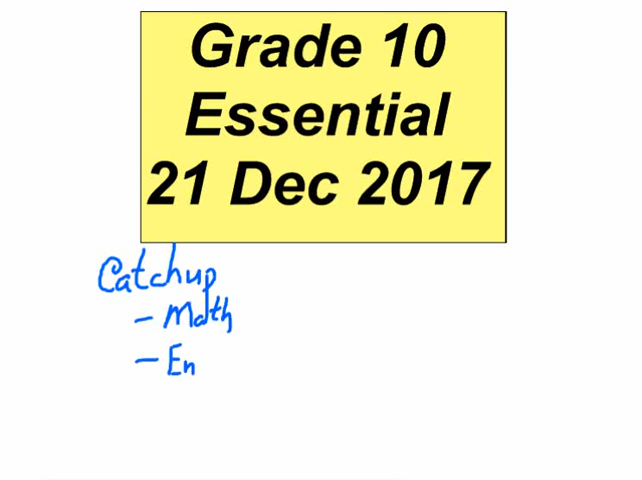 Grade 10
Essential
21 Dec 2017
Catchup
- Math
- En